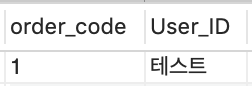 order_code User_ID
1 테스트